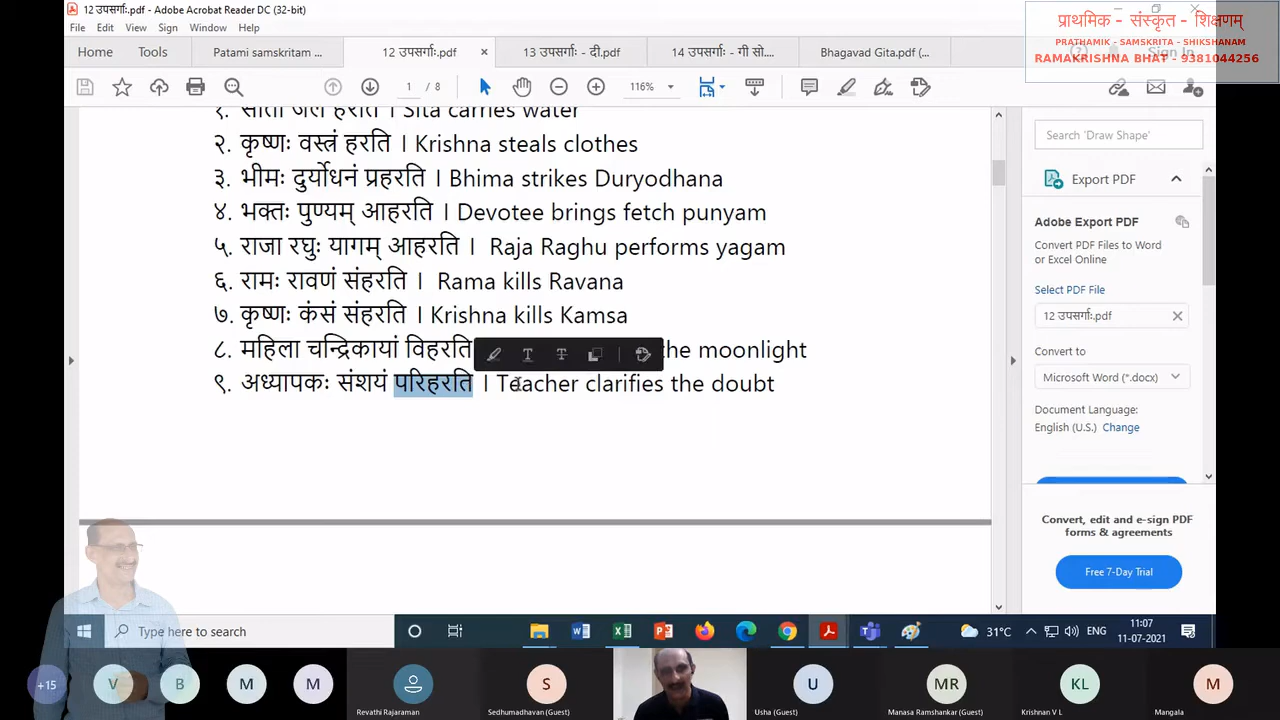 12 उपसर्गाः.pdf - Adobe Acrobat Reader DC (32-bit)
File Edit View Sign Window Help
प्राथमिक - संस्कृत - शिक्षणम्
PRATHAMIK - SAMSKRITA - SHIKSHANAM
RAMAKRISHNA BHAT - 9381044256
Home Tools Patami samskritam ... 12 उपसर्गाः.pdf × 13 उपसर्गाः - दी.pdf 14 उपसर्गाः - गी सो.... Bhagavad Gita.pdf (... Sign In
1 / 8 116%
१. सीता जलं हरति । Sita carries water
२. कृष्णः वस्त्रं हरति । Krishna steals clothes
३. भीमः दुर्योधनं प्रहरति । Bhima strikes Duryodhana
४. भक्तः पुण्यम् आहरति । Devotee brings fetch punyam
५. राजा रघुः यागम् आहरति । Raja Raghu performs yagam
६. रामः रावणं संहरति । Rama kills Ravana
७. कृष्णः कंसं संहरति । Krishna kills Kamsa
८. महिला चन्द्रिकायां विहरति the moonlight
९. अध्यापकः संशयं परिहरति । Teacher clarifies the doubt
Search 'Draw Shape'
Export PDF
Adobe Export PDF
Convert PDF Files to Word
or Excel Online
Select PDF File
12 उपसर्गाः.pdf ×
Convert to
Microsoft Word (*.docx)
Document Language:
English (U.S.) Change
Convert, edit and e-sign PDF
forms & agreements
Free 7-Day Trial
Type here to search
31°C ENG
11:07
11-07-2021
+15 V B M M S U MR KL M
Revathi Rajaraman Sedhumadhavan (Guest) Usha (Guest) Manasa Ramshankar (Guest) Krishnan V L Mangala